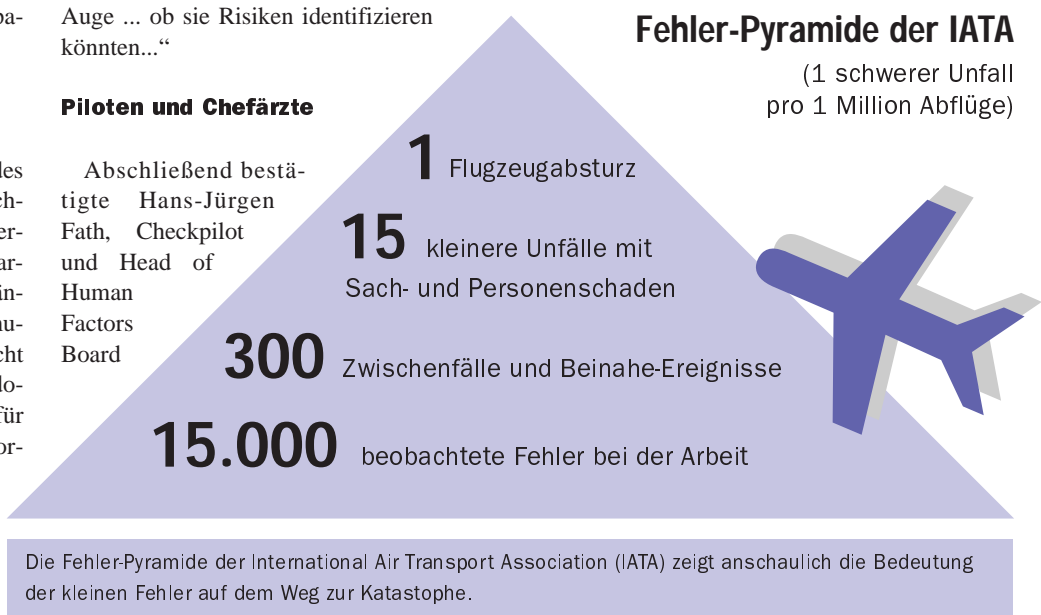 Auge ... ob sie Risiken identifizieren
könnten...“
Piloten und Chefärzte
Abschließend bestä-
tigte Hans-Jürgen
Fath, Checkpilot
und Head of
Human
Factors
Board
Fehler-Pyramide der IATA
(1 schwerer Unfall
pro 1 Million Abflüge)
1 Flugzeugabsturz
15 kleinere Unfälle mit
Sach- und Personenschaden
300 Zwischenfälle und Beinahe-Ereignisse
15.000 beobachtete Fehler bei der Arbeit
Die Fehler-Pyramide der International Air Transport Association (IATA) zeigt anschaulich die Bedeutung
der kleinen Fehler auf dem Weg zur Katastophe.